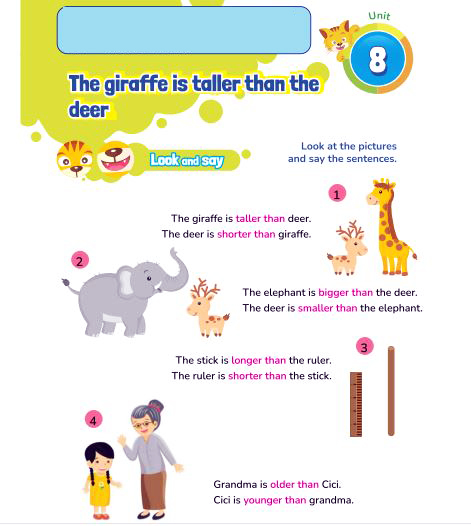 Unit
8
The giraffe is taller than the
deer
Look and say
Look at the pictures
and say the sentences.
1
The giraffe is taller than deer.
The deer is shorter than giraffe.
2
The elephant is bigger than the deer.
The deer is smaller than the elephant.
3
The stick is longer than the ruler.
The ruler is shorter than the stick.
4
Grandma is older than Cici.
Cici is younger than grandma.